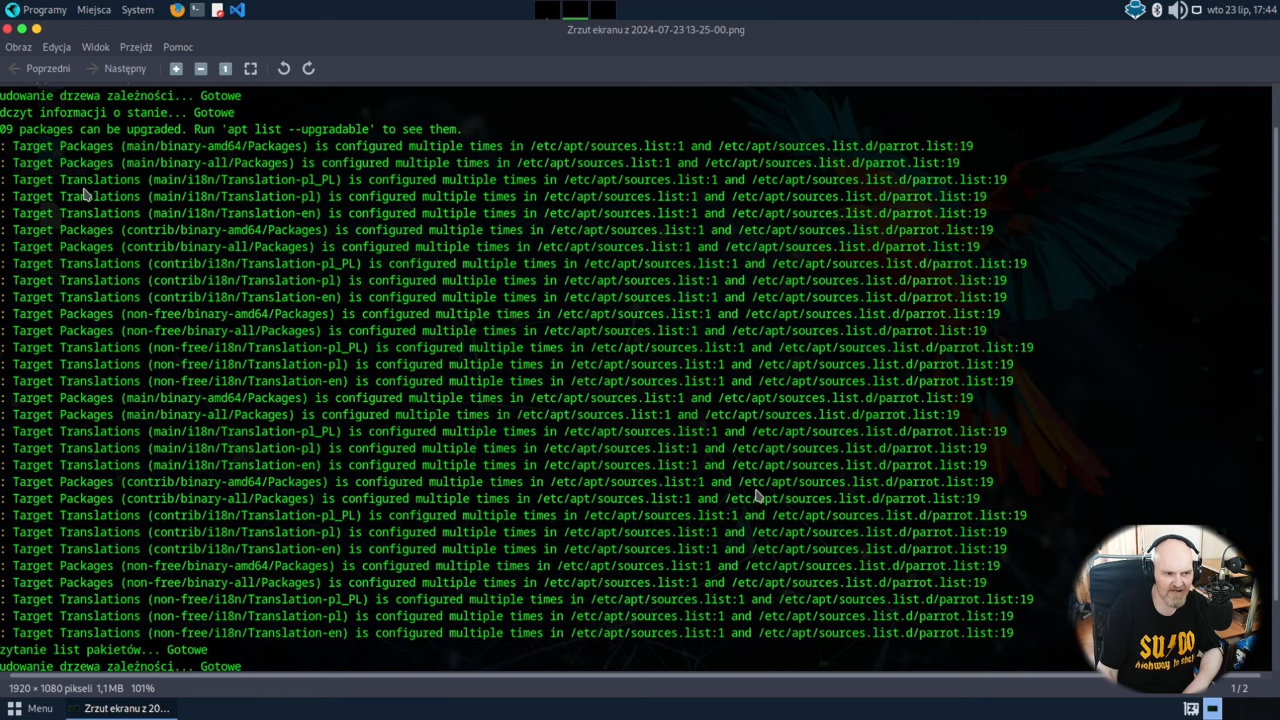 Programy Miejsca System wto 23 lip, 17:44
Zrzut ekranu z 2024-07-23 13-25-00.png
Obraz Edycja Widok Przejdź Pomoc
Poprzedni Następny
udowanie drzewa zależności... Gotowe
dczyt informacji o stanie... Gotowe
09 packages can be upgraded. Run 'apt list --upgradable' to see them.
: Target Packages (main/binary-amd64/Packages) is configured multiple times in /etc/apt/sources.list:1 and /etc/apt/sources.list.d/parrot.list:19
: Target Packages (main/binary-all/Packages) is configured multiple times in /etc/apt/sources.list:1 and /etc/apt/sources.list.d/parrot.list:19
: Target Translations (main/i18n/Translation-pl_PL) is configured multiple times in /etc/apt/sources.list:1 and /etc/apt/sources.list.d/parrot.list:19
: Target Translations (main/i18n/Translation-pl) is configured multiple times in /etc/apt/sources.list:1 and /etc/apt/sources.list.d/parrot.list:19
: Target Translations (main/i18n/Translation-en) is configured multiple times in /etc/apt/sources.list:1 and /etc/apt/sources.list.d/parrot.list:19
: Target Packages (contrib/binary-amd64/Packages) is configured multiple times in /etc/apt/sources.list:1 and /etc/apt/sources.list.d/parrot.list:19
: Target Packages (contrib/binary-all/Packages) is configured multiple times in /etc/apt/sources.list:1 and /etc/apt/sources.list.d/parrot.list:19
: Target Translations (contrib/i18n/Translation-pl_PL) is configured multiple times in /etc/apt/sources.list:1 and /etc/apt/sources.list.d/parrot.list:19
: Target Translations (contrib/i18n/Translation-pl) is configured multiple times in /etc/apt/sources.list:1 and /etc/apt/sources.list.d/parrot.list:19
: Target Translations (contrib/i18n/Translation-en) is configured multiple times in /etc/apt/sources.list:1 and /etc/apt/sources.list.d/parrot.list:19
: Target Packages (non-free/binary-amd64/Packages) is configured multiple times in /etc/apt/sources.list:1 and /etc/apt/sources.list.d/parrot.list:19
: Target Packages (non-free/binary-all/Packages) is configured multiple times in /etc/apt/sources.list:1 and /etc/apt/sources.list.d/parrot.list:19
: Target Translations (non-free/i18n/Translation-pl_PL) is configured multiple times in /etc/apt/sources.list:1 and /etc/apt/sources.list.d/parrot.list:19
: Target Translations (non-free/i18n/Translation-pl) is configured multiple times in /etc/apt/sources.list:1 and /etc/apt/sources.list.d/parrot.list:19
: Target Translations (non-free/i18n/Translation-en) is configured multiple times in /etc/apt/sources.list:1 and /etc/apt/sources.list.d/parrot.list:19
: Target Packages (main/binary-amd64/Packages) is configured multiple times in /etc/apt/sources.list:1 and /etc/apt/sources.list.d/parrot.list:19
: Target Packages (main/binary-all/Packages) is configured multiple times in /etc/apt/sources.list:1 and /etc/apt/sources.list.d/parrot.list:19
: Target Translations (main/i18n/Translation-pl_PL) is configured multiple times in /etc/apt/sources.list:1 and /etc/apt/sources.list.d/parrot.list:19
: Target Translations (main/i18n/Translation-pl) is configured multiple times in /etc/apt/sources.list:1 and /etc/apt/sources.list.d/parrot.list:19
: Target Translations (main/i18n/Translation-en) is configured multiple times in /etc/apt/sources.list:1 and /etc/apt/sources.list.d/parrot.list:19
: Target Packages (contrib/binary-amd64/Packages) is configured multiple times in /etc/apt/sources.list:1 and /etc/apt/sources.list.d/parrot.list:19
: Target Packages (contrib/binary-all/Packages) is configured multiple times in /etc/apt/sources.list:1 and /etc/apt/sources.list.d/parrot.list:19
: Target Translations (contrib/i18n/Translation-pl_PL) is configured multiple times in /etc/apt/sources.list:1 and /etc/apt/sources.list.d/parrot.list:19
: Target Translations (contrib/i18n/Translation-pl) is configured multiple times in /etc/apt/sources.list:1 and /etc/apt/sources.list.d/parrot.list:19
: Target Translations (contrib/i18n/Translation-en) is configured multiple times in /etc/apt/sources.list:1 and /etc/apt/sources.list.d/parrot.list:19
: Target Packages (non-free/binary-amd64/Packages) is configured multiple times in /etc/apt/sources.list:1 and /etc/apt/sources.list.d/parrot.list:19
: Target Packages (non-free/binary-all/Packages) is configured multiple times in /etc/apt/sources.list:1 and /etc/apt/sources.list.d/parrot.list:19
: Target Translations (non-free/i18n/Translation-pl_PL) is configured multiple times in /etc/apt/sources.list:1 and /etc/apt/sources.list.d/parrot.list:19
: Target Translations (non-free/i18n/Translation-pl) is configured multiple times in /etc/apt/sources.list:1 and /etc/apt/sources.list.d/parrot.list:19
: Target Translations (non-free/i18n/Translation-en) is configured multiple times in /etc/apt/sources.list:1 and /etc/apt/sources.list.d/parrot.list:19
zytanie list pakietów... Gotowe
udowanie drzewa zależności... Gotowe
SU DO
highway to shell
1920 × 1080 pikseli 1,1 MB 101% 1 / 2
Menu Zrzut ekranu z 20...